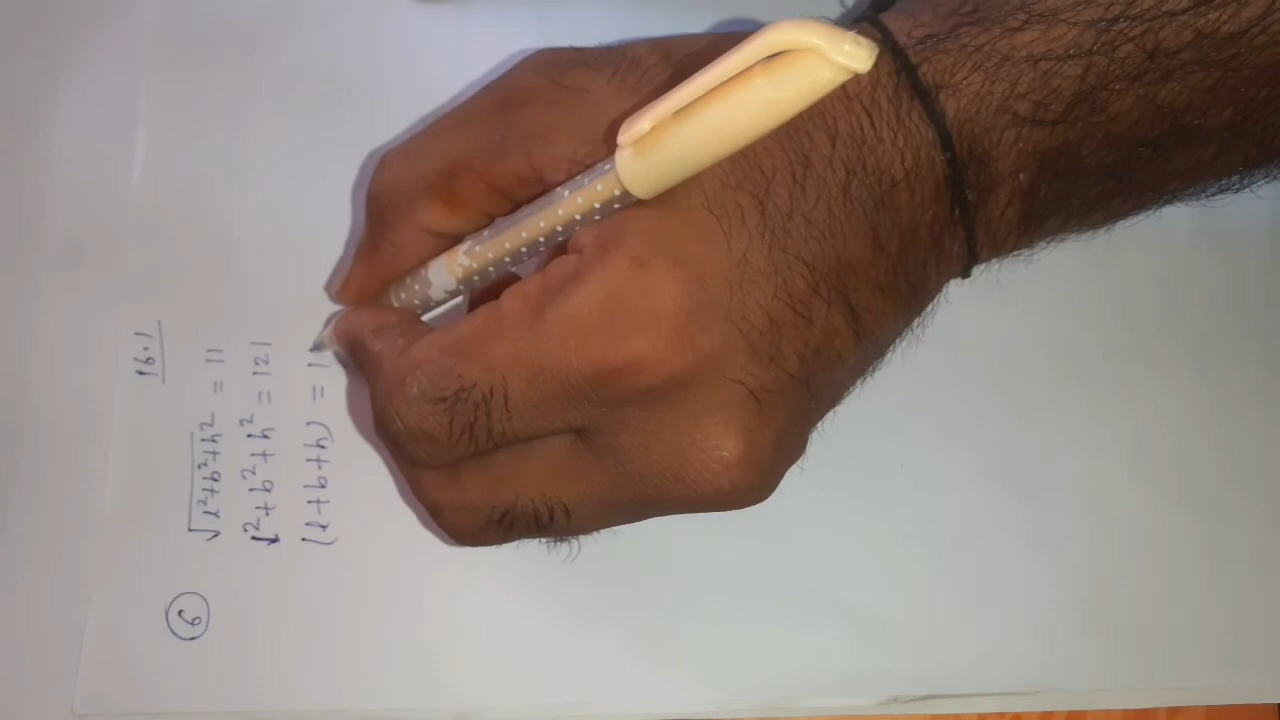 16.1
⑥ √l²+b²+h² = 11
l²+b²+h² = 121
(l+b+h) = 1